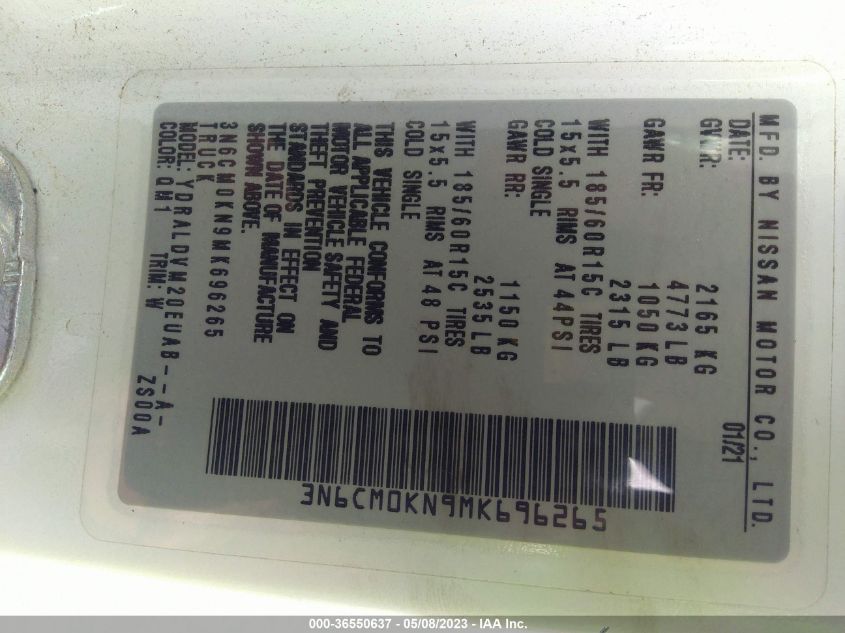 MFD. BY NISSAN MOTOR CO., LTD.
DATE: 01/21
GVWR: 2165 KG
4773 LB
GAWR FR: 1050 KG
2315 LB
WITH 185/60R15C TIRES
15x5.5 RIMS AT 44PSI
COLD SINGLE
GAWR RR: 1150 KG
2535 LB
WITH 185/60R15C TIRES
15x5.5 RIMS AT 48 PSI
COLD SINGLE
THIS VEHICLE CONFORMS TO
ALL APPLICABLE FEDERAL
MOTOR VEHICLE SAFETY AND
THEFT PREVENTION
STANDARDS IN EFFECT ON
THE DATE OF MANUFACTURE
SHOWN ABOVE.
3N6CM0KN9MK696265
TRUCK
MODEL: YDRALDVM20EUAB--A-
COLOR: QM1 TRIM: W ZS00A
3N6CM0KN9MK696265
000-36550637 - 05/08/2023 - IAA Inc.